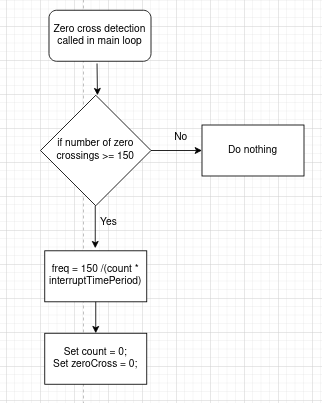 Zero cross detection
called in main loop
if number of zero
crossings >= 150
No
Do nothing
Yes
freq = 150 /(count *
interruptTimePeriod)
Set count = 0;
Set zeroCross = 0;